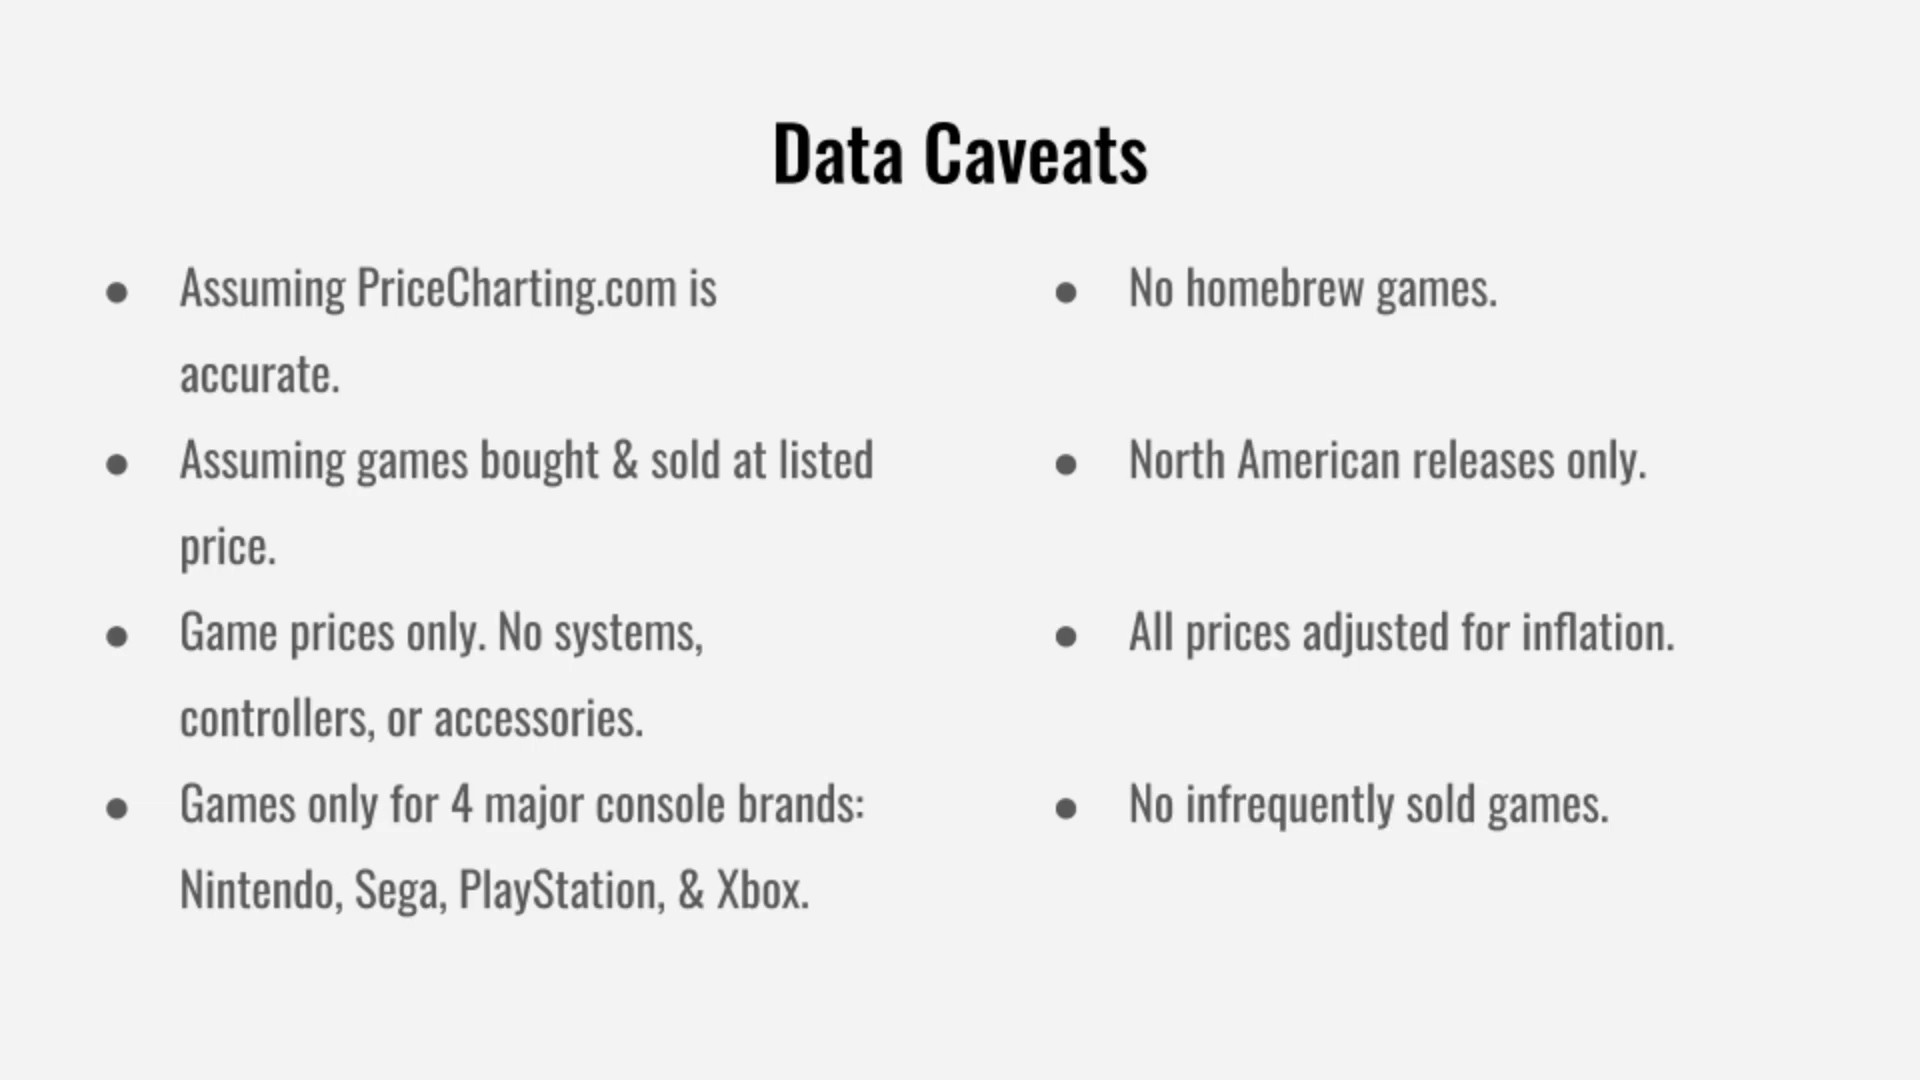 Data Caveats
Assuming PriceCharting.com is
accurate.
Assuming games bought & sold at listed
price.
Game prices only. No systems,
controllers, or accessories.
Games only for 4 major console brands:
Nintendo, Sega, PlayStation, & Xbox.
No homebrew games.
North American releases only.
All prices adjusted for inflation.
No infrequently sold games.